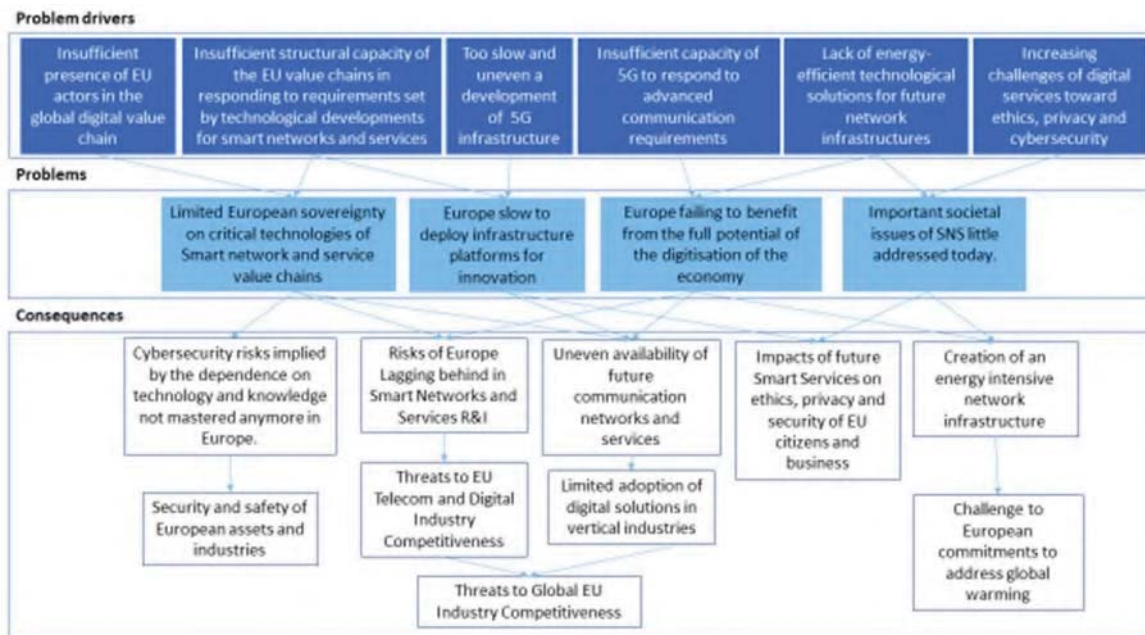 Problem drivers
Insufficient
presence of EU
actors in the
global digital value
chain
Insufficient structural capacity of
the EU value chains in
responding to requirements set
by technological developments
for smart networks and services
Too slow and
uneven a
development
of 5G
infrastructure
Insufficient capacity of
5G to respond to
advanced
communication
requirements
Lack of energy-
efficient technological
solutions for future
network
infrastructures
Increasing
challenges of digital
services toward
ethics, privacy and
cybersecurity
Problems
Limited European sovereignty
on critical technologies of
Smart network and service
value chains
Europe slow to
deploy infrastructure
platforms for
innovation
Europe failing to benefit
from the full potential of
the digitisation of the
economy
Important societal
issues of SNS little
addressed today.
Consequences
Cybersecurity risks implied
by the dependence on
technology and knowledge
not mastered anymore in
Europe.
Risks of Europe
Lagging behind in
Smart Networks and
Services R&I
Uneven availability of
future
communication
networks and
services
Impacts of future
Smart Services on
ethics, privacy and
security of EU
citizens and
business
Creation of an
energy intensive
network
infrastructure
Security and safety of
European assets and
industries
Threats to EU
Telecom and Digital
Industry
Competitiveness
Limited adoption of
digital solutions in
vertical industries
Challenge to
European
commitments to
address global
warming
Threats to Global EU
Industry Competitiveness